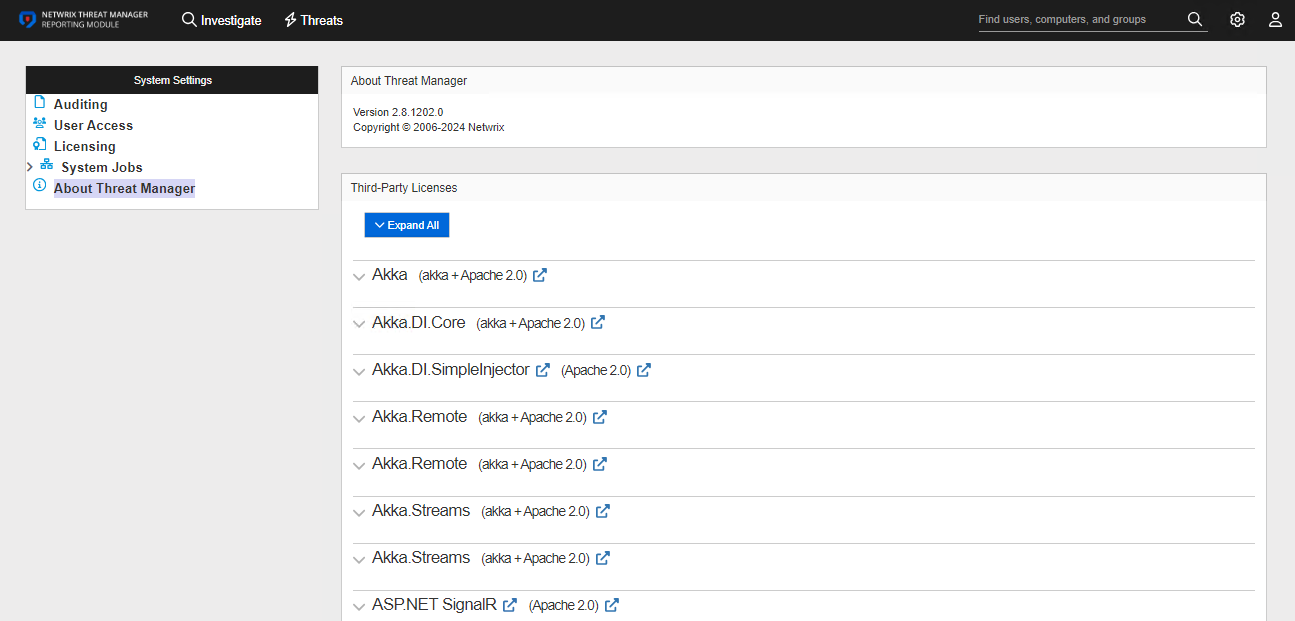 NETWRIX THREAT MANAGER
REPORTING MODULE
Investigate
Threats
Find users, computers, and groups
System Settings
Auditing
User Access
Licensing
System Jobs
About Threat Manager
About Threat Manager
Version 2.8.1202.0
Copyright © 2006-2024 Netwrix
Third-Party Licenses
Expand All
Akka (akka + Apache 2.0)
Akka.DI.Core (akka + Apache 2.0)
Akka.DI.SimpleInjector (Apache 2.0)
Akka.Remote (akka + Apache 2.0)
Akka.Remote (akka + Apache 2.0)
Akka.Streams (akka + Apache 2.0)
Akka.Streams (akka + Apache 2.0)
ASP.NET SignalR (Apache 2.0)